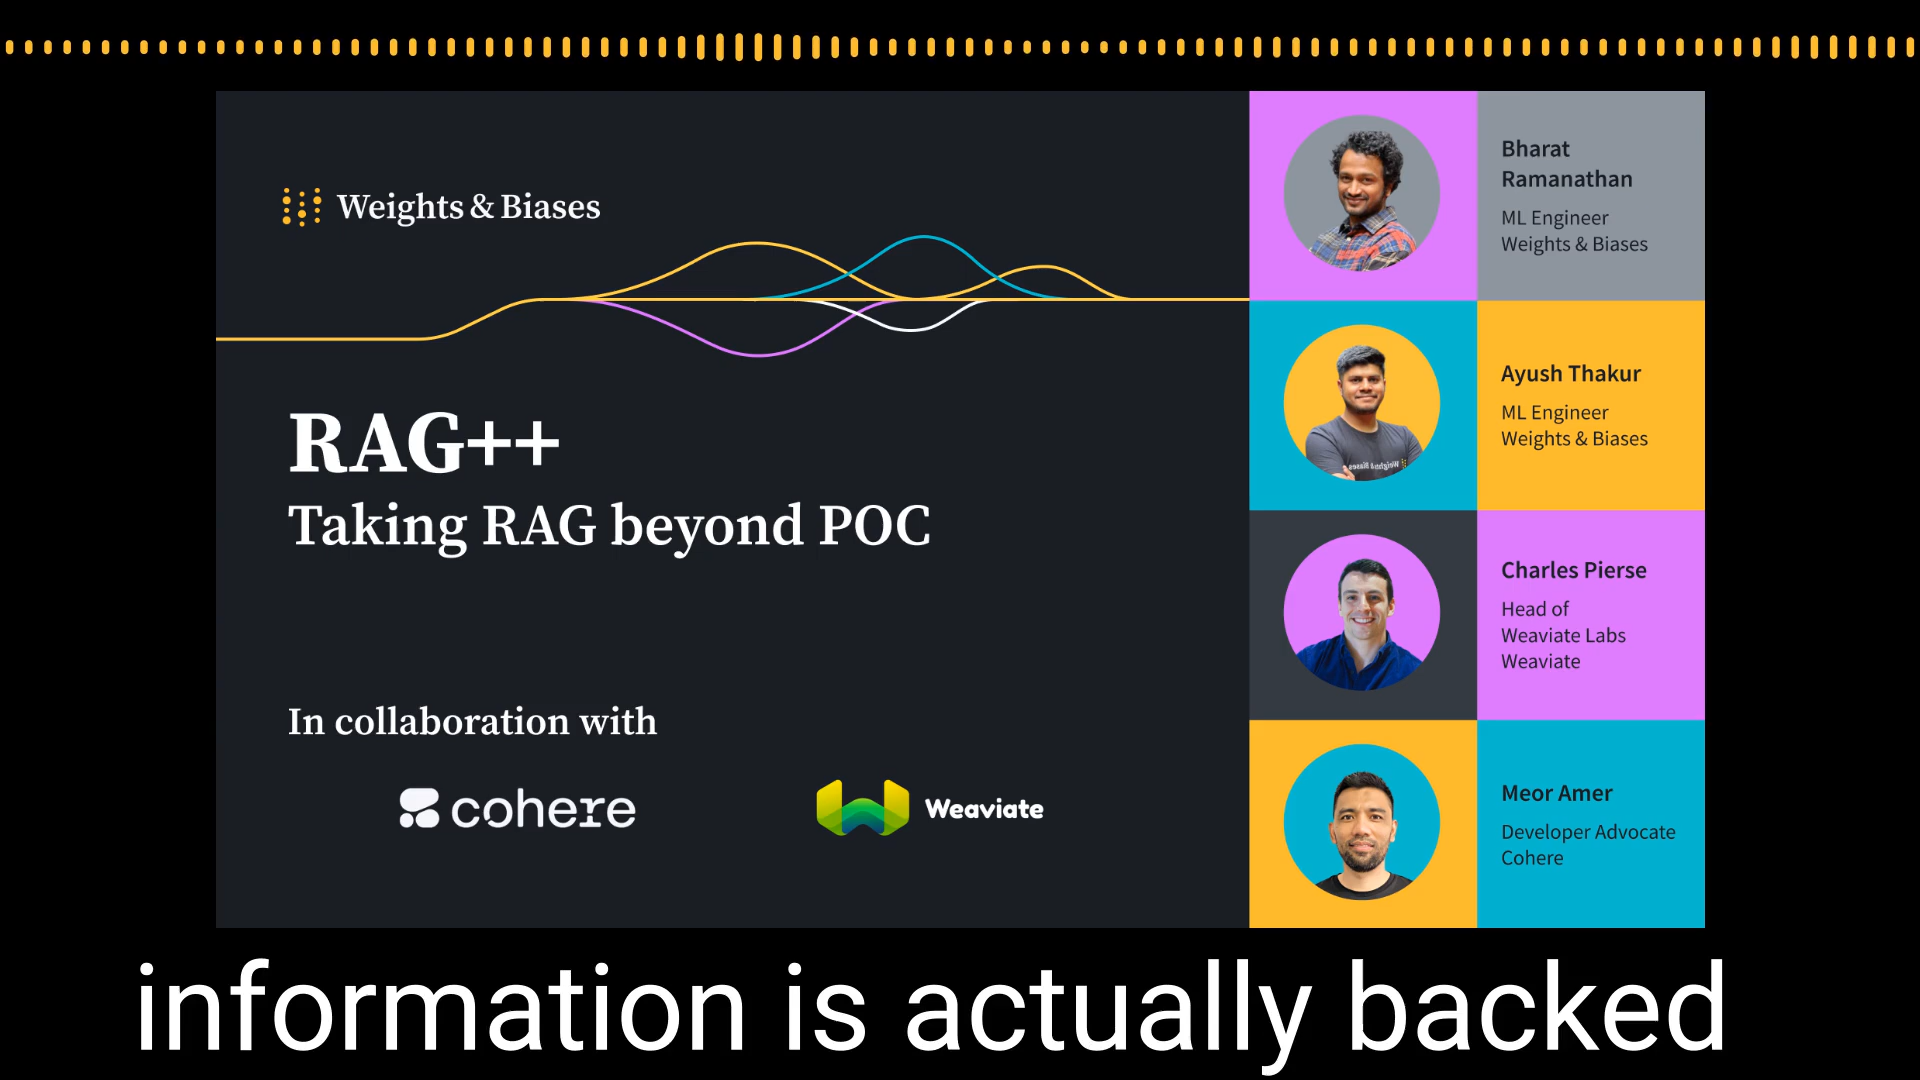 Weights & Biases
RAG++
Taking RAG beyond POC
In collaboration with
cohere
Weaviate
Bharat
Ramanathan
ML Engineer
Weights & Biases
Ayush Thakur
ML Engineer
Weights & Biases
Charles Pierse
Head of
Weaviate Labs
Weaviate
Meor Amer
Developer Advocate
Cohere
information is actually backed